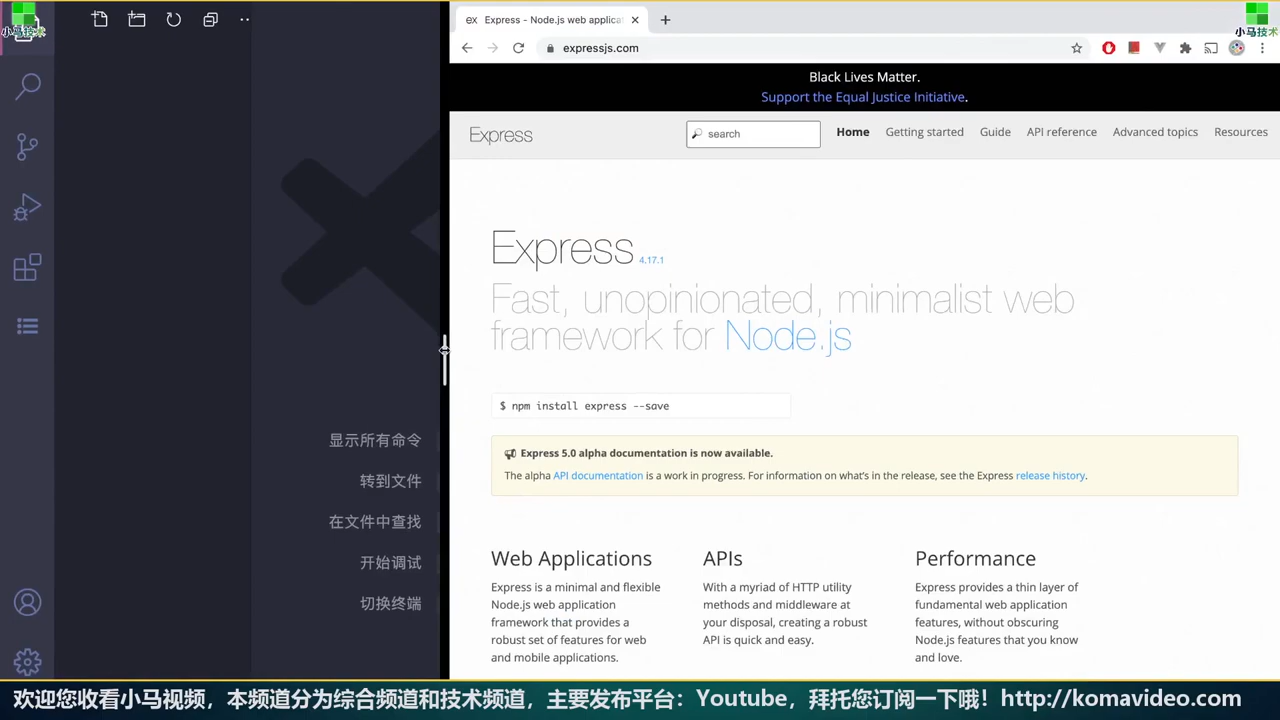 小马技术
显示所有命令
转到文件
在文件中查找
开始调试
切换终端
Express - Node.js web applicat
expressjs.com
小马技术
Black Lives Matter.
Support the Equal Justice Initiative.
Express
search
Home
Getting started
Guide
API reference
Advanced topics
Resources
Express 4.17.1
Fast, unopinionated, minimalist web
framework for Node.js
$ npm install express --save
Express 5.0 alpha documentation is now available.
The alpha API documentation is a work in progress. For information on what's in the release, see the Express release history.
Web Applications
Express is a minimal and flexible
Node.js web application
framework that provides a
robust set of features for web
and mobile applications.
APIs
With a myriad of HTTP utility
methods and middleware at
your disposal, creating a robust
API is quick and easy.
Performance
Express provides a thin layer of
fundamental web application
features, without obscuring
Node.js features that you know
and love.
欢迎您收看小马视频，本频道分为综合频道和技术频道，主要发布平台：Youtube，拜托您订阅一下哦！http://komavideo.com